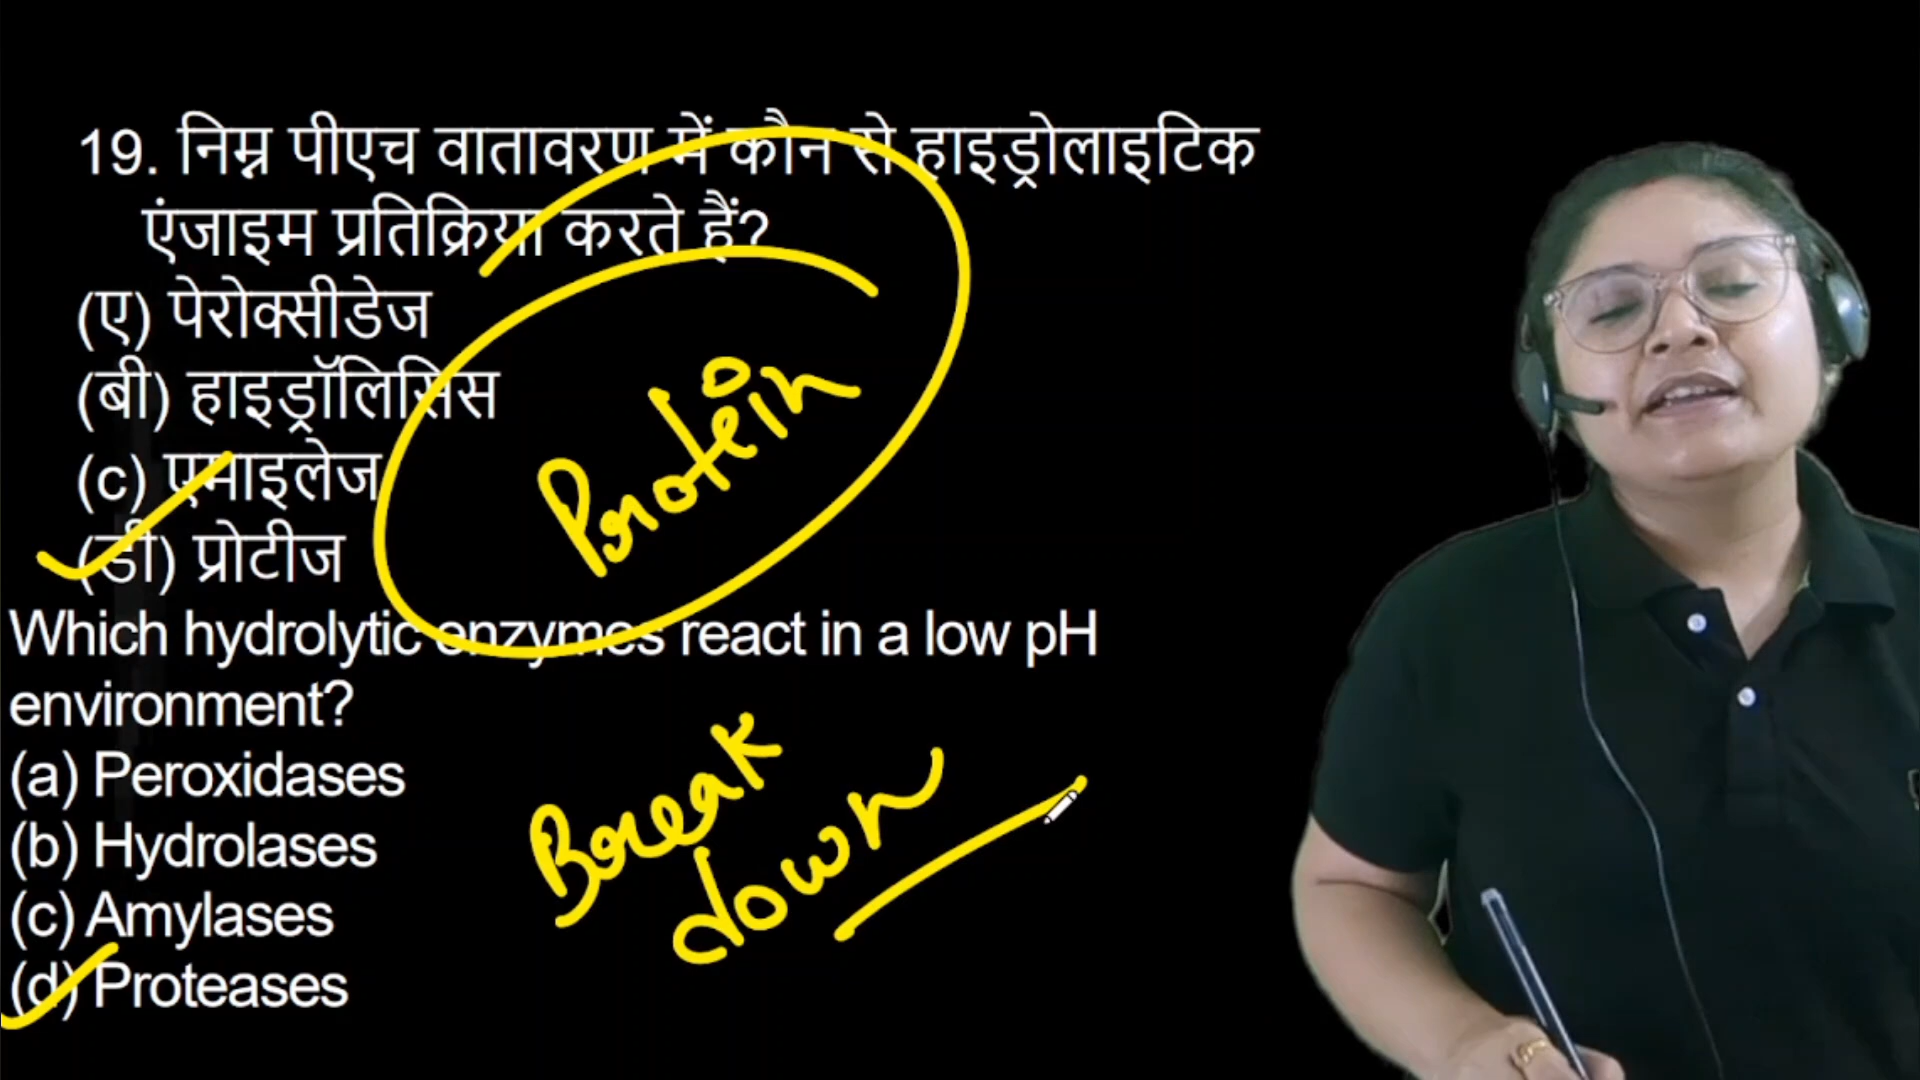 19. निम्न पीएच वातावरण में कौन से हाइड्रोलाइटिक
एंजाइम प्रतिक्रिया करते हैं?
(ए) पेरोक्सीडेज
(बी) हाइड्रॉलिसिस
(c) एमाइलेज
(डी) प्रोटीज
Protein
Which hydrolytic enzymes react in a low pH
environment?
(a) Peroxidases
(b) Hydrolases
(c) Amylases
(d) Proteases
Break
down